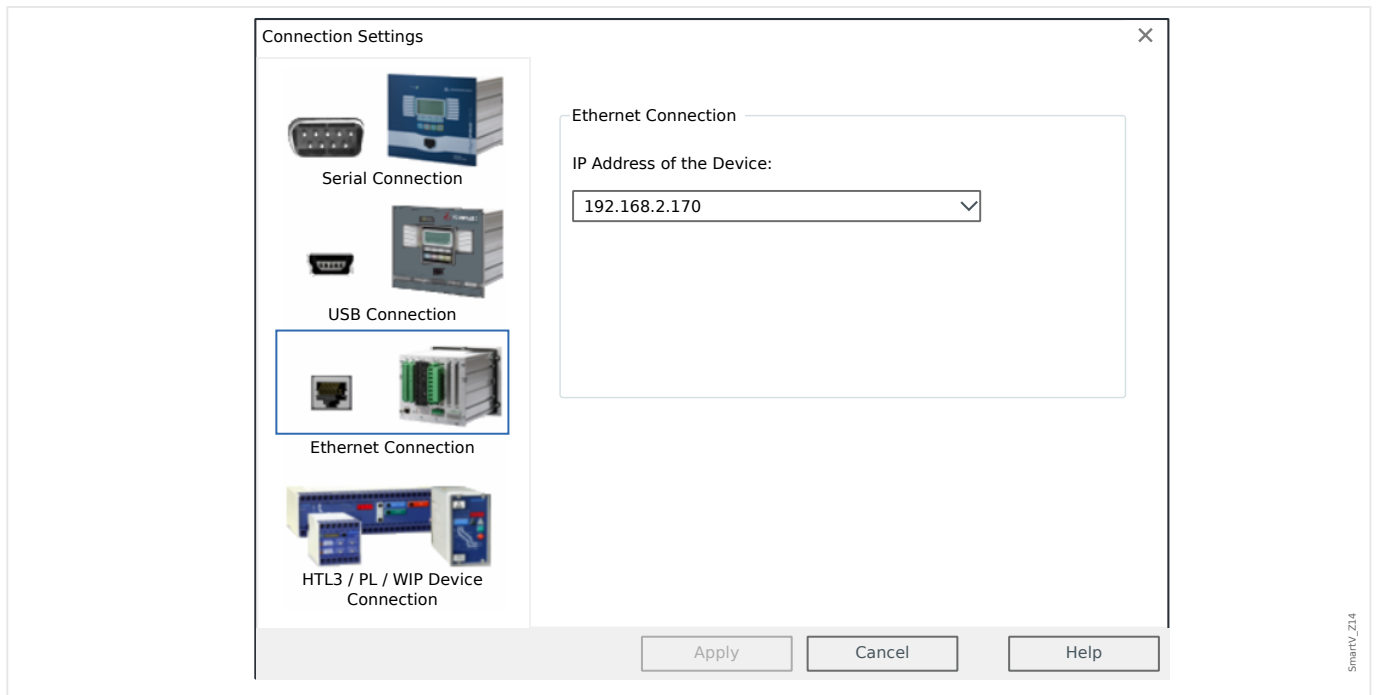 Connection Settings
Serial Connection
USB Connection
Ethernet Connection
HTL3 / PL / WIP Device
Connection
Ethernet Connection
IP Address of the Device:
192.168.2.170
Apply
Cancel
Help
SmartV_Z14